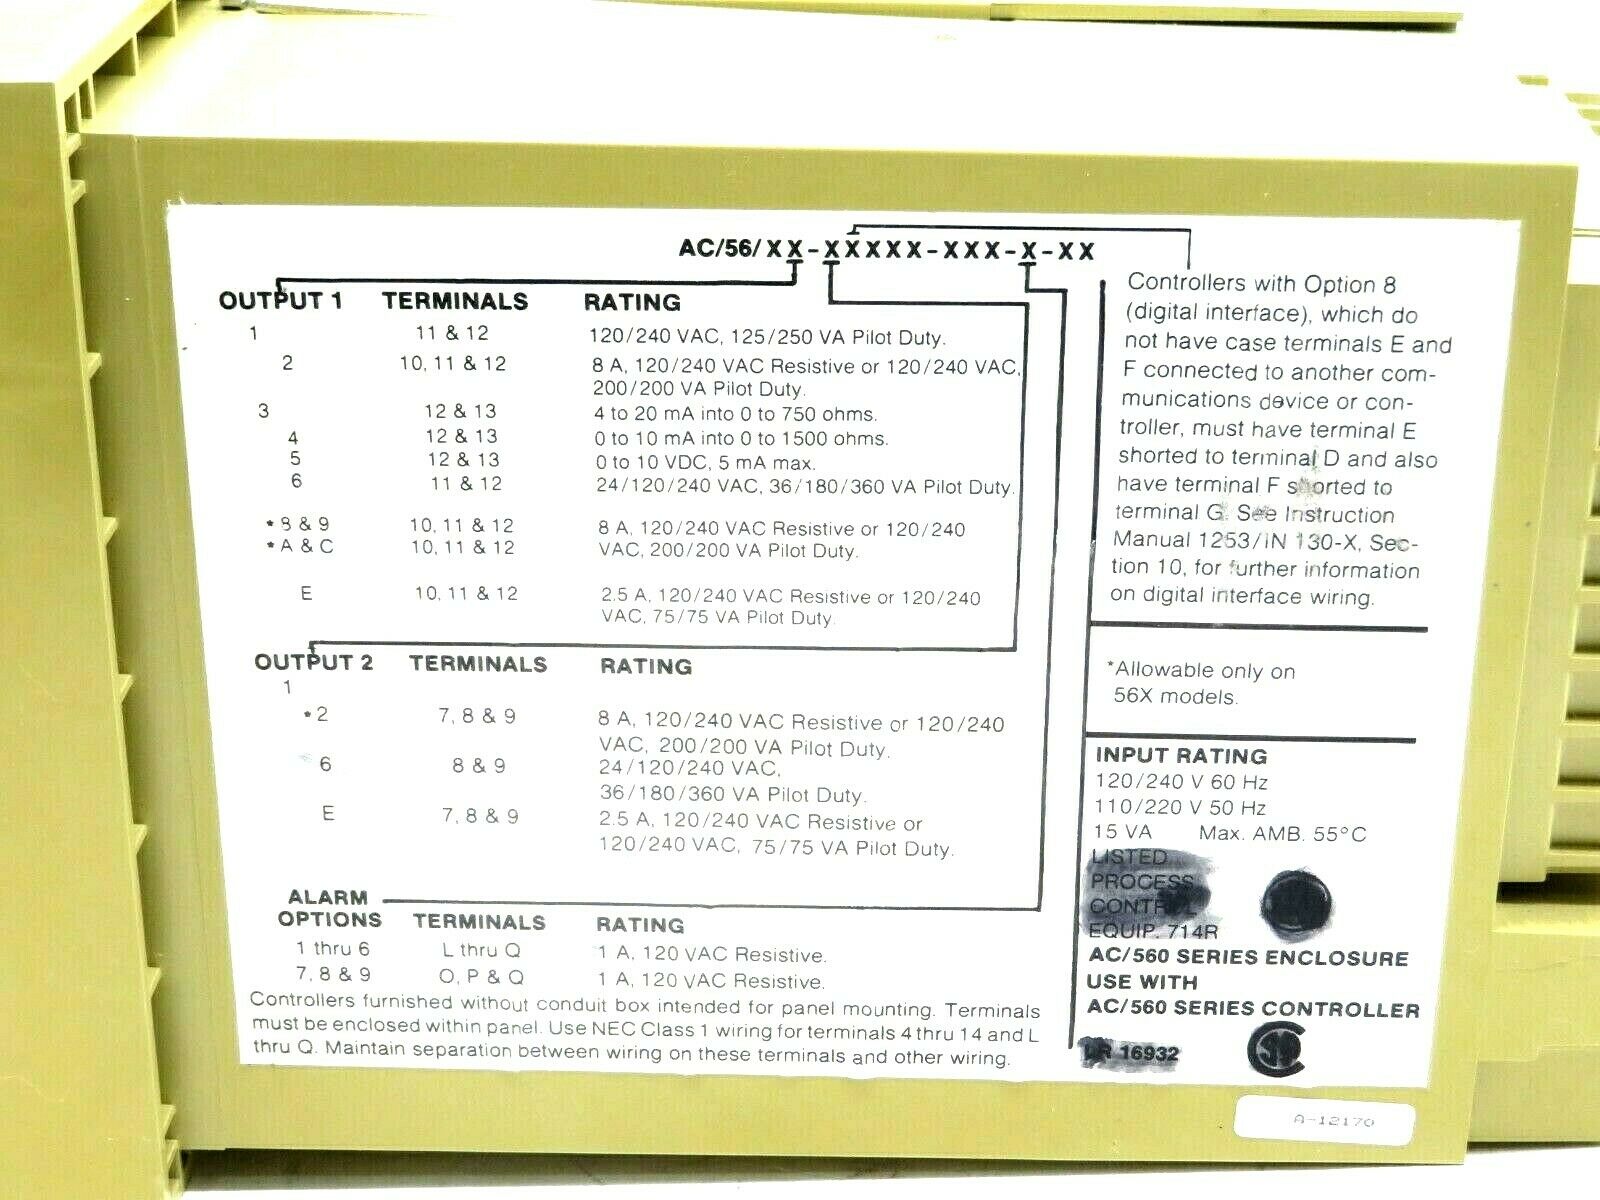 AC/56/XX-XXXXX-XXX-X-XX
OUTPUT 1 TERMINALS RATING
1 11 & 12 120/240 VAC, 125/250 VA Pilot Duty.
2 10, 11 & 12 8 A, 120/240 VAC Resistive or 120/240 VAC,
200/200 VA Pilot Duty.
3 12 & 13 4 to 20 mA into 0 to 750 ohms.
4 12 & 13 0 to 10 mA into 0 to 1500 ohms.
5 12 & 13 0 to 10 VDC, 5 mA max.
6 11 & 12 24/120/240 VAC, 36/180/360 VA Pilot Duty.
*8 & 9 10, 11 & 12 8 A, 120/240 VAC Resistive or 120/240
*A & C 10, 11 & 12 VAC, 200/200 VA Pilot Duty.
E 10, 11 & 12 2.5 A, 120/240 VAC Resistive or 120/240
VAC, 75/75 VA Pilot Duty.
OUTPUT 2 TERMINALS RATING
1
*2 7, 8 & 9 8 A, 120/240 VAC Resistive or 120/240
VAC, 200/200 VA Pilot Duty.
6 8 & 9 24/120/240 VAC,
36/180/360 VA Pilot Duty.
E 7, 8 & 9 2.5 A, 120/240 VAC Resistive or
120/240 VAC, 75/75 VA Pilot Duty.
ALARM
OPTIONS TERMINALS RATING
1 thru 6 L thru Q 1 A, 120 VAC Resistive.
7, 8 & 9 O, P & Q 1 A, 120 VAC Resistive.
Controllers furnished without conduit box intended for panel mounting. Terminals
must be enclosed within panel. Use NEC Class 1 wiring for terminals 4 thru 14 and L
thru Q. Maintain separation between wiring on these terminals and other wiring.
Controllers with Option 8
(digital interface), which do
not have case terminals E and
F connected to another com-
munications device or con-
troller, must have terminal E
shorted to terminal D and also
have terminal F shorted to
terminal G. See Instruction
Manual 1253/IN 130-X, Sec-
tion 10, for further information
on digital interface wiring.
*Allowable only on
56X models.
INPUT RATING
120/240 V 60 Hz
110/220 V 50 Hz
15 VA Max. AMB. 55°C
LISTED
PROCESS
CONTROL
EQUIP. 714R
AC/560 SERIES ENCLOSURE
USE WITH
AC/560 SERIES CONTROLLER
LR 16932
A-12170